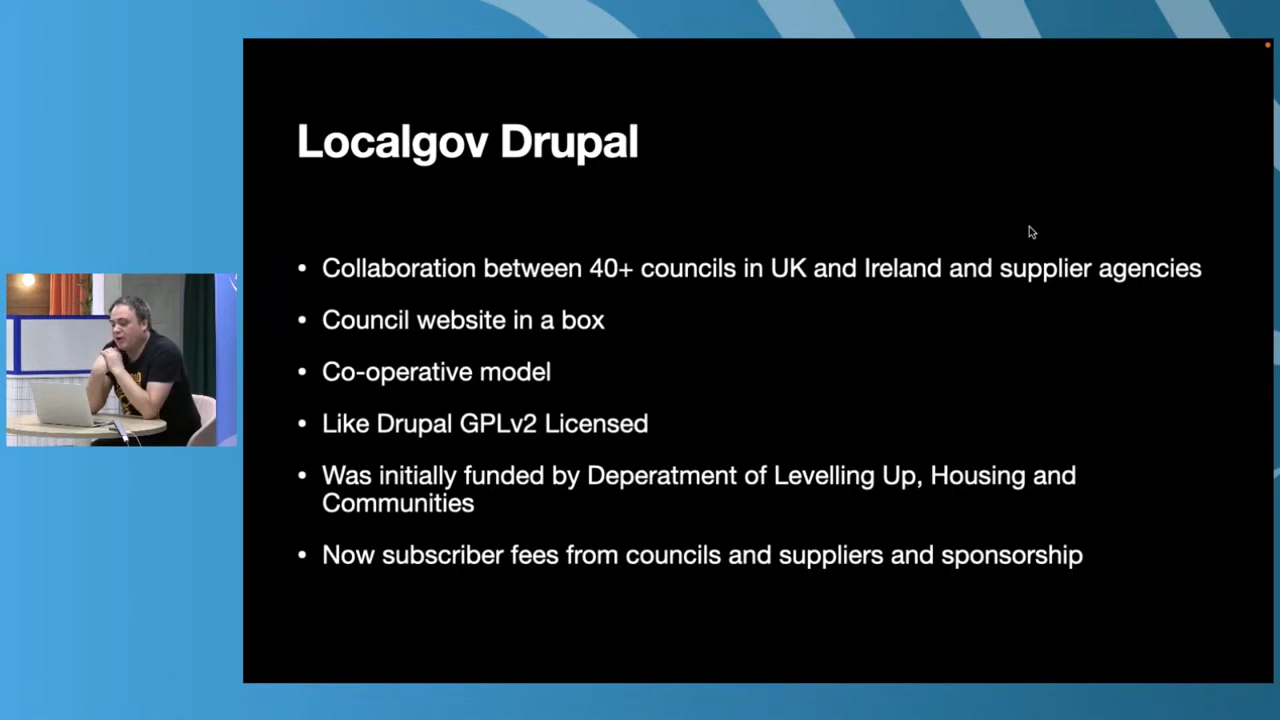 Localgov Drupal
• Collaboration between 40+ councils in UK and Ireland and supplier agencies
• Council website in a box
• Co-operative model
• Like Drupal GPLv2 Licensed
• Was initially funded by Deperatment of Levelling Up, Housing and
Communities
• Now subscriber fees from councils and suppliers and sponsorship